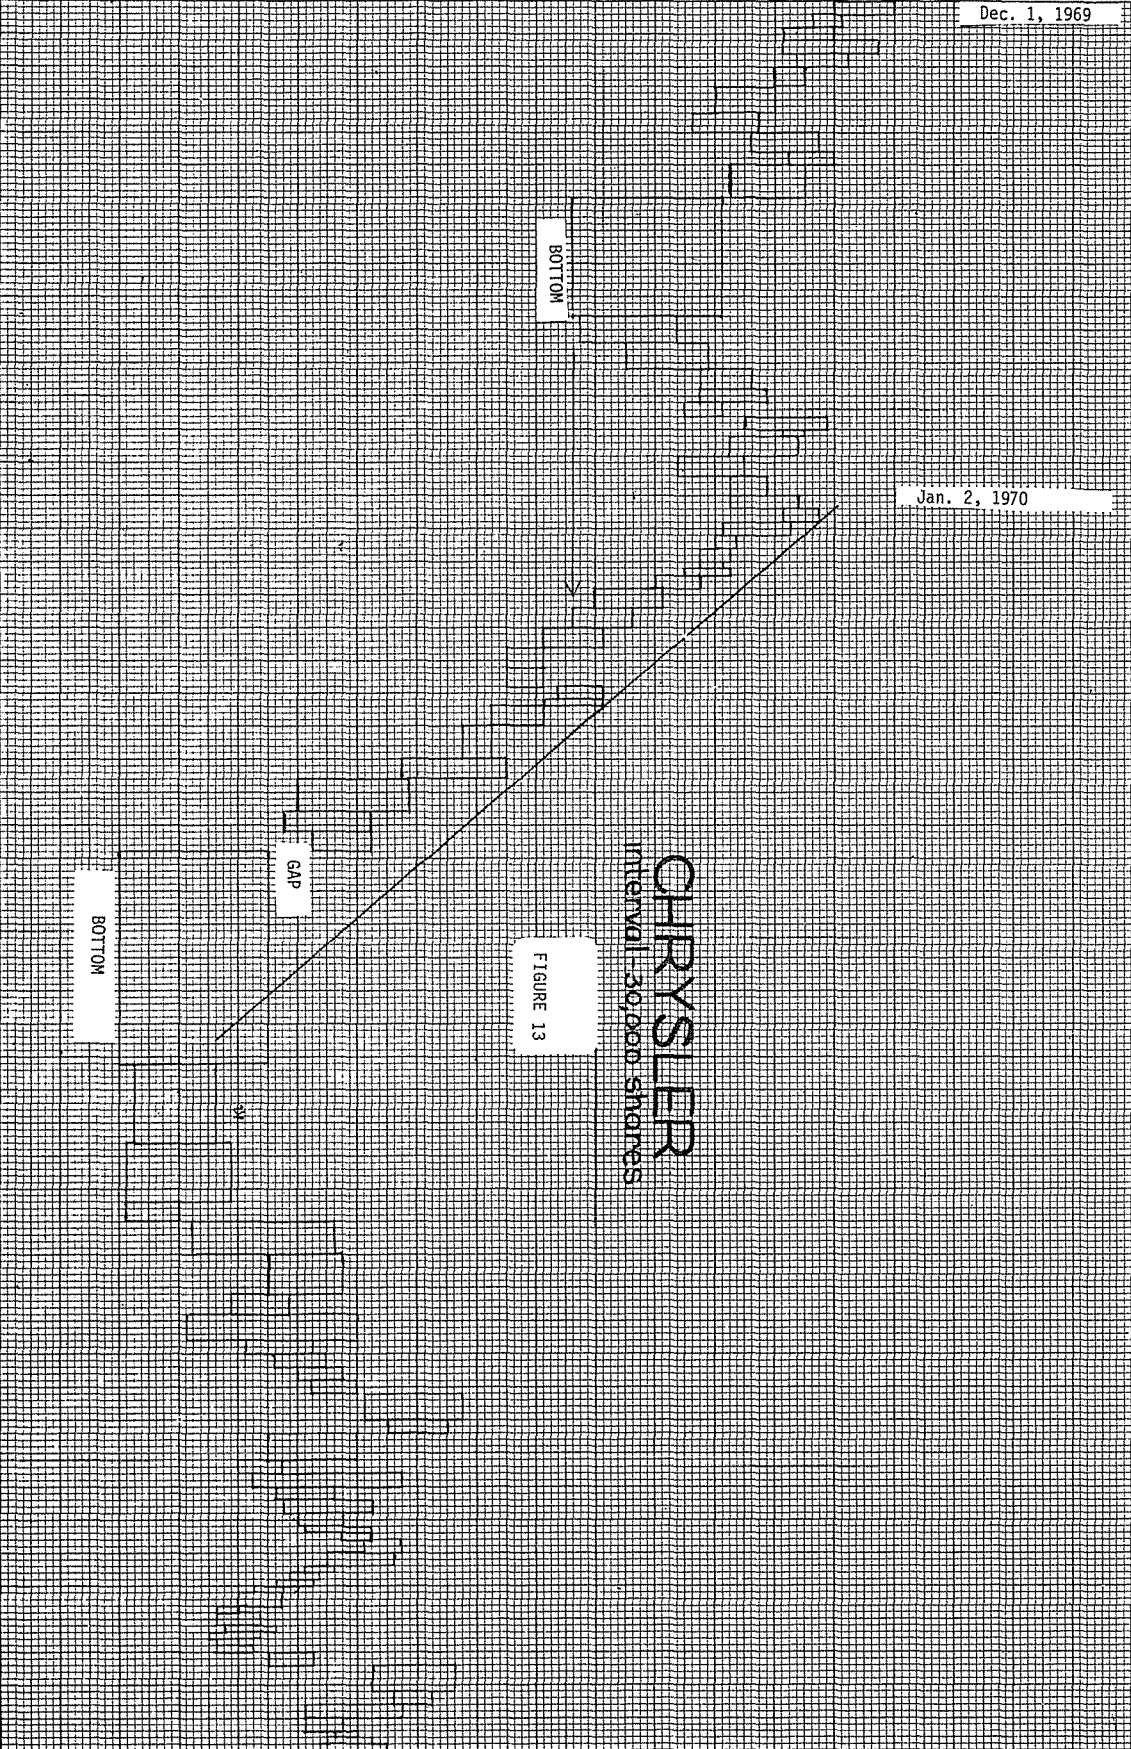 Dec. 1, 1969
BOTTOM
Jan. 2, 1970
CHRYSLER
interval-30,000 shares
GAP
FIGURE 13
BOTTOM